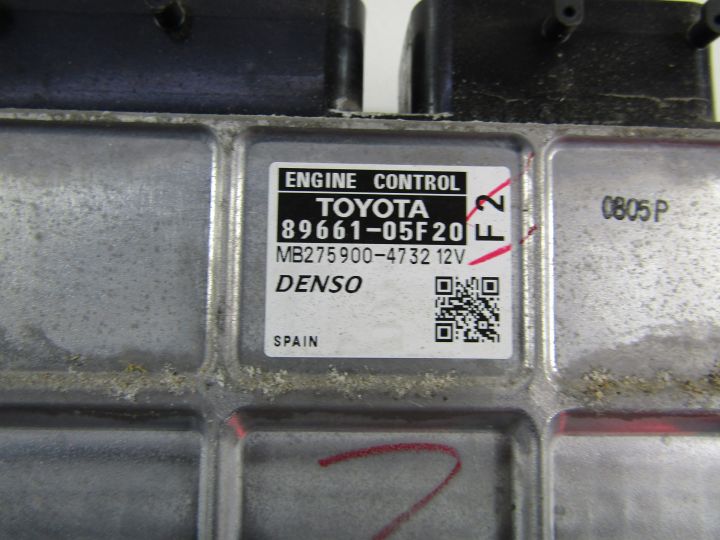 ENGINE CONTROL
TOYOTA
89661-05F20
F2
MB275900-4732 12V
DENSO
SPAIN
0805P